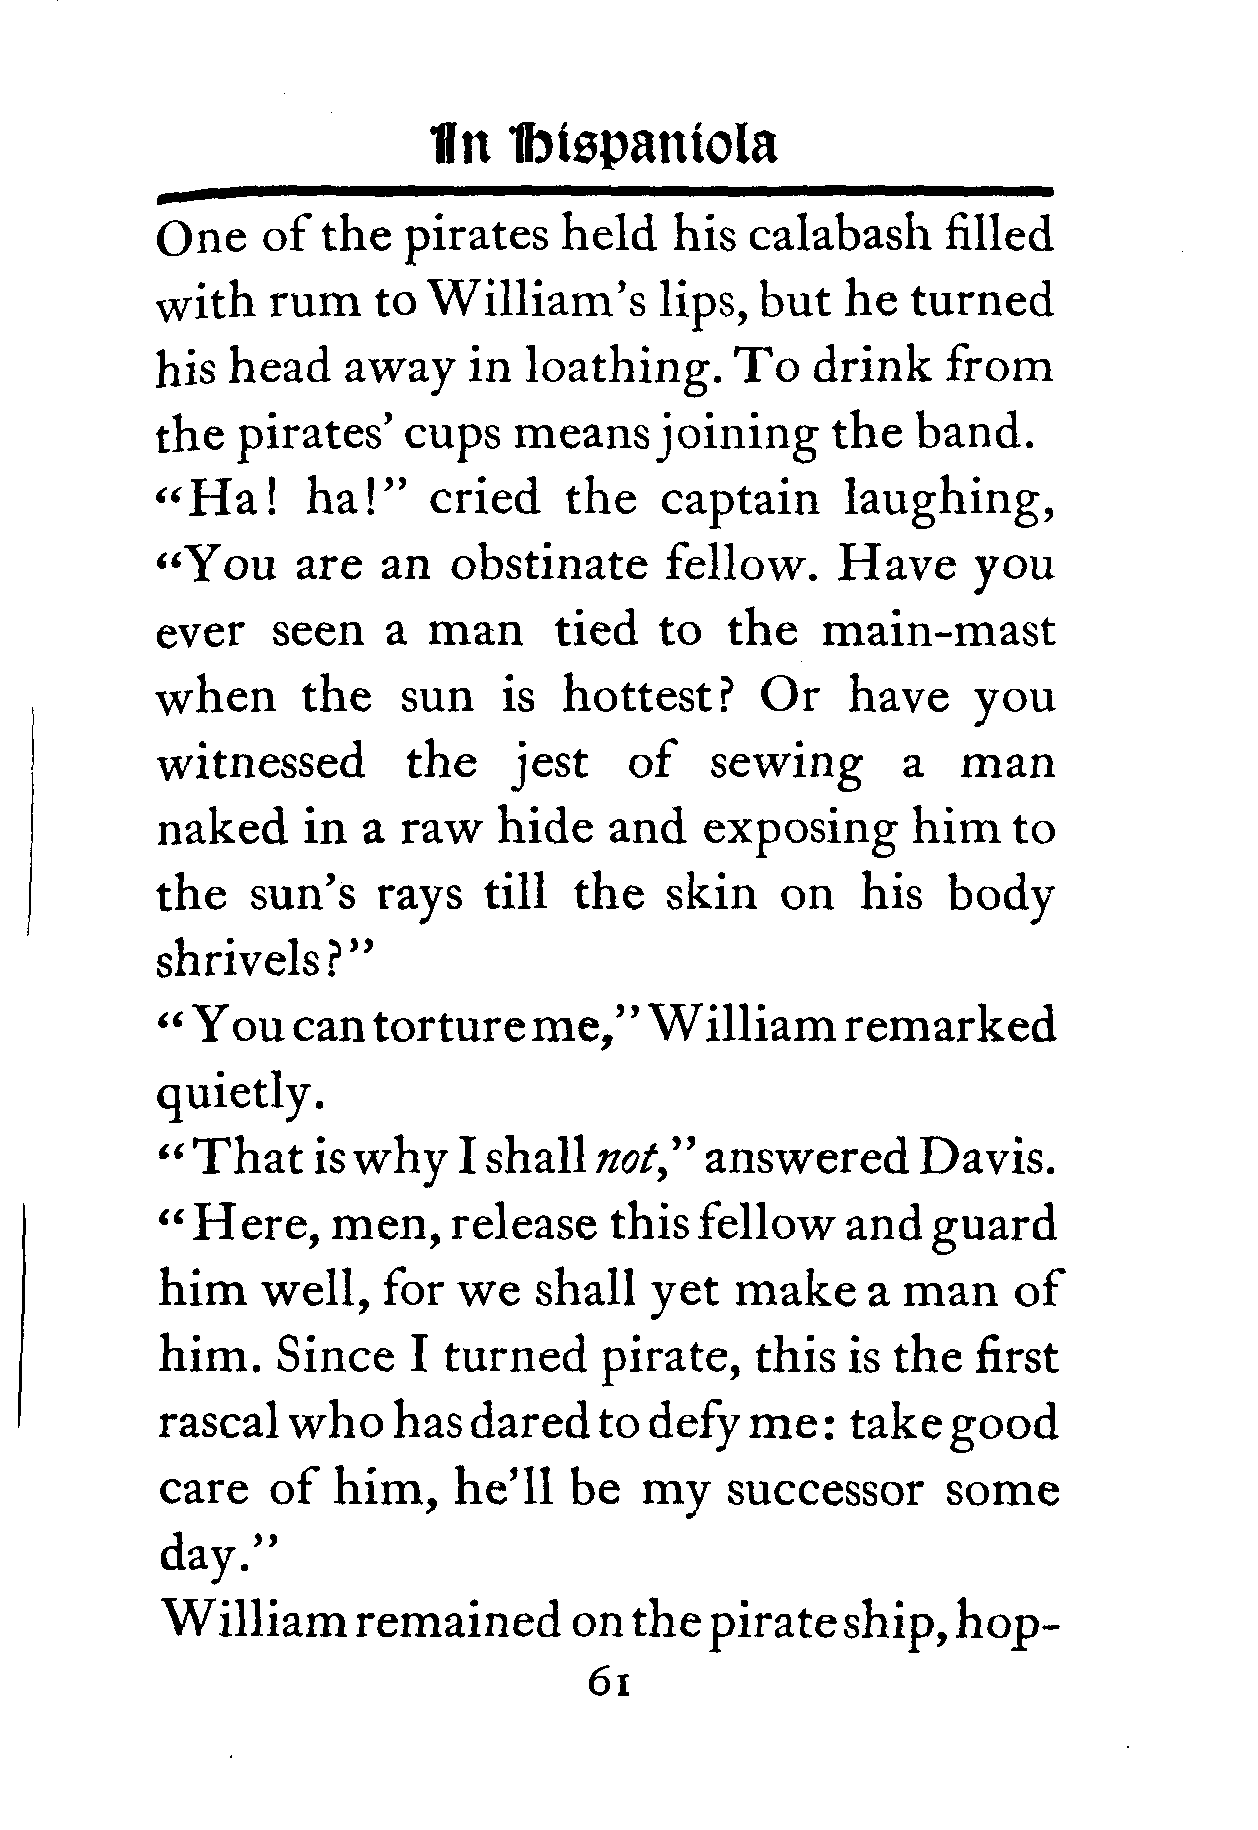 In Hispaniola
One of the pirates held his calabash filled
with rum to William's lips, but he turned
his head away in loathing. To drink from
the pirates' cups means joining the band.
"Ha! ha!" cried the captain laughing,
"You are an obstinate fellow. Have you
ever seen a man tied to the main-mast
when the sun is hottest? Or have you
witnessed the jest of sewing a man
naked in a raw hide and exposing him to
the sun's rays till the skin on his body
shrivels?"
"You can torture me," William remarked
quietly.
"That is why I shall not," answered Davis.
"Here, men, release this fellow and guard
him well, for we shall yet make a man of
him. Since I turned pirate, this is the first
rascal who has dared to defy me: take good
care of him, he'll be my successor some
day."
William remained on the pirate ship, hop-
61